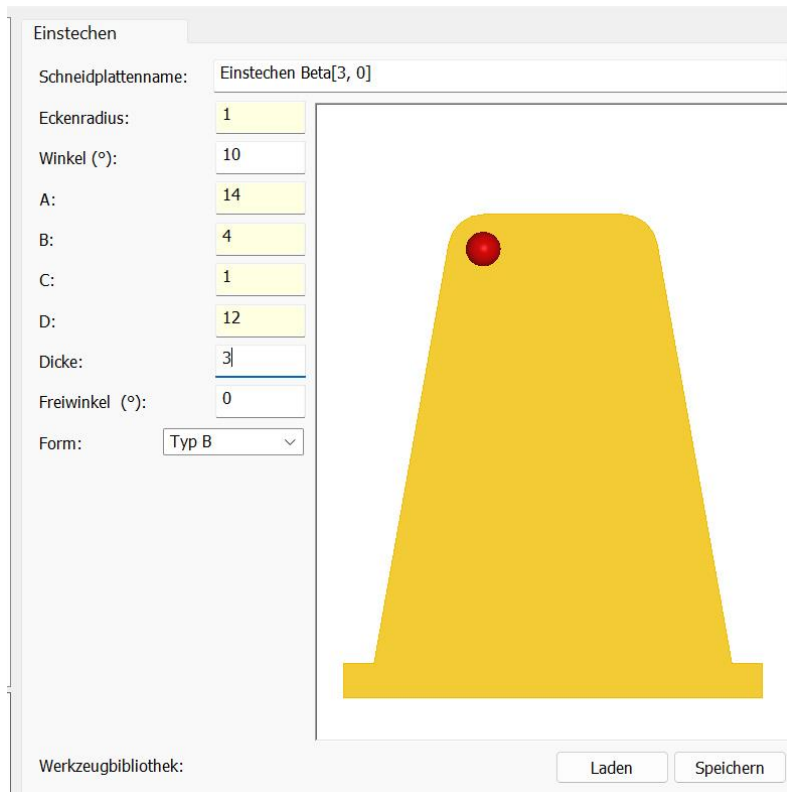 Einstechen
Schneidplattenname: Einstechen Beta[3, 0]
Eckenradius: 1
Winkel (°): 10
A: 14
B: 4
C: 1
D: 12
Dicke: 3
Freiwinkel (°): 0
Form: Typ B
Werkzeugbibliothek: Laden Speichern